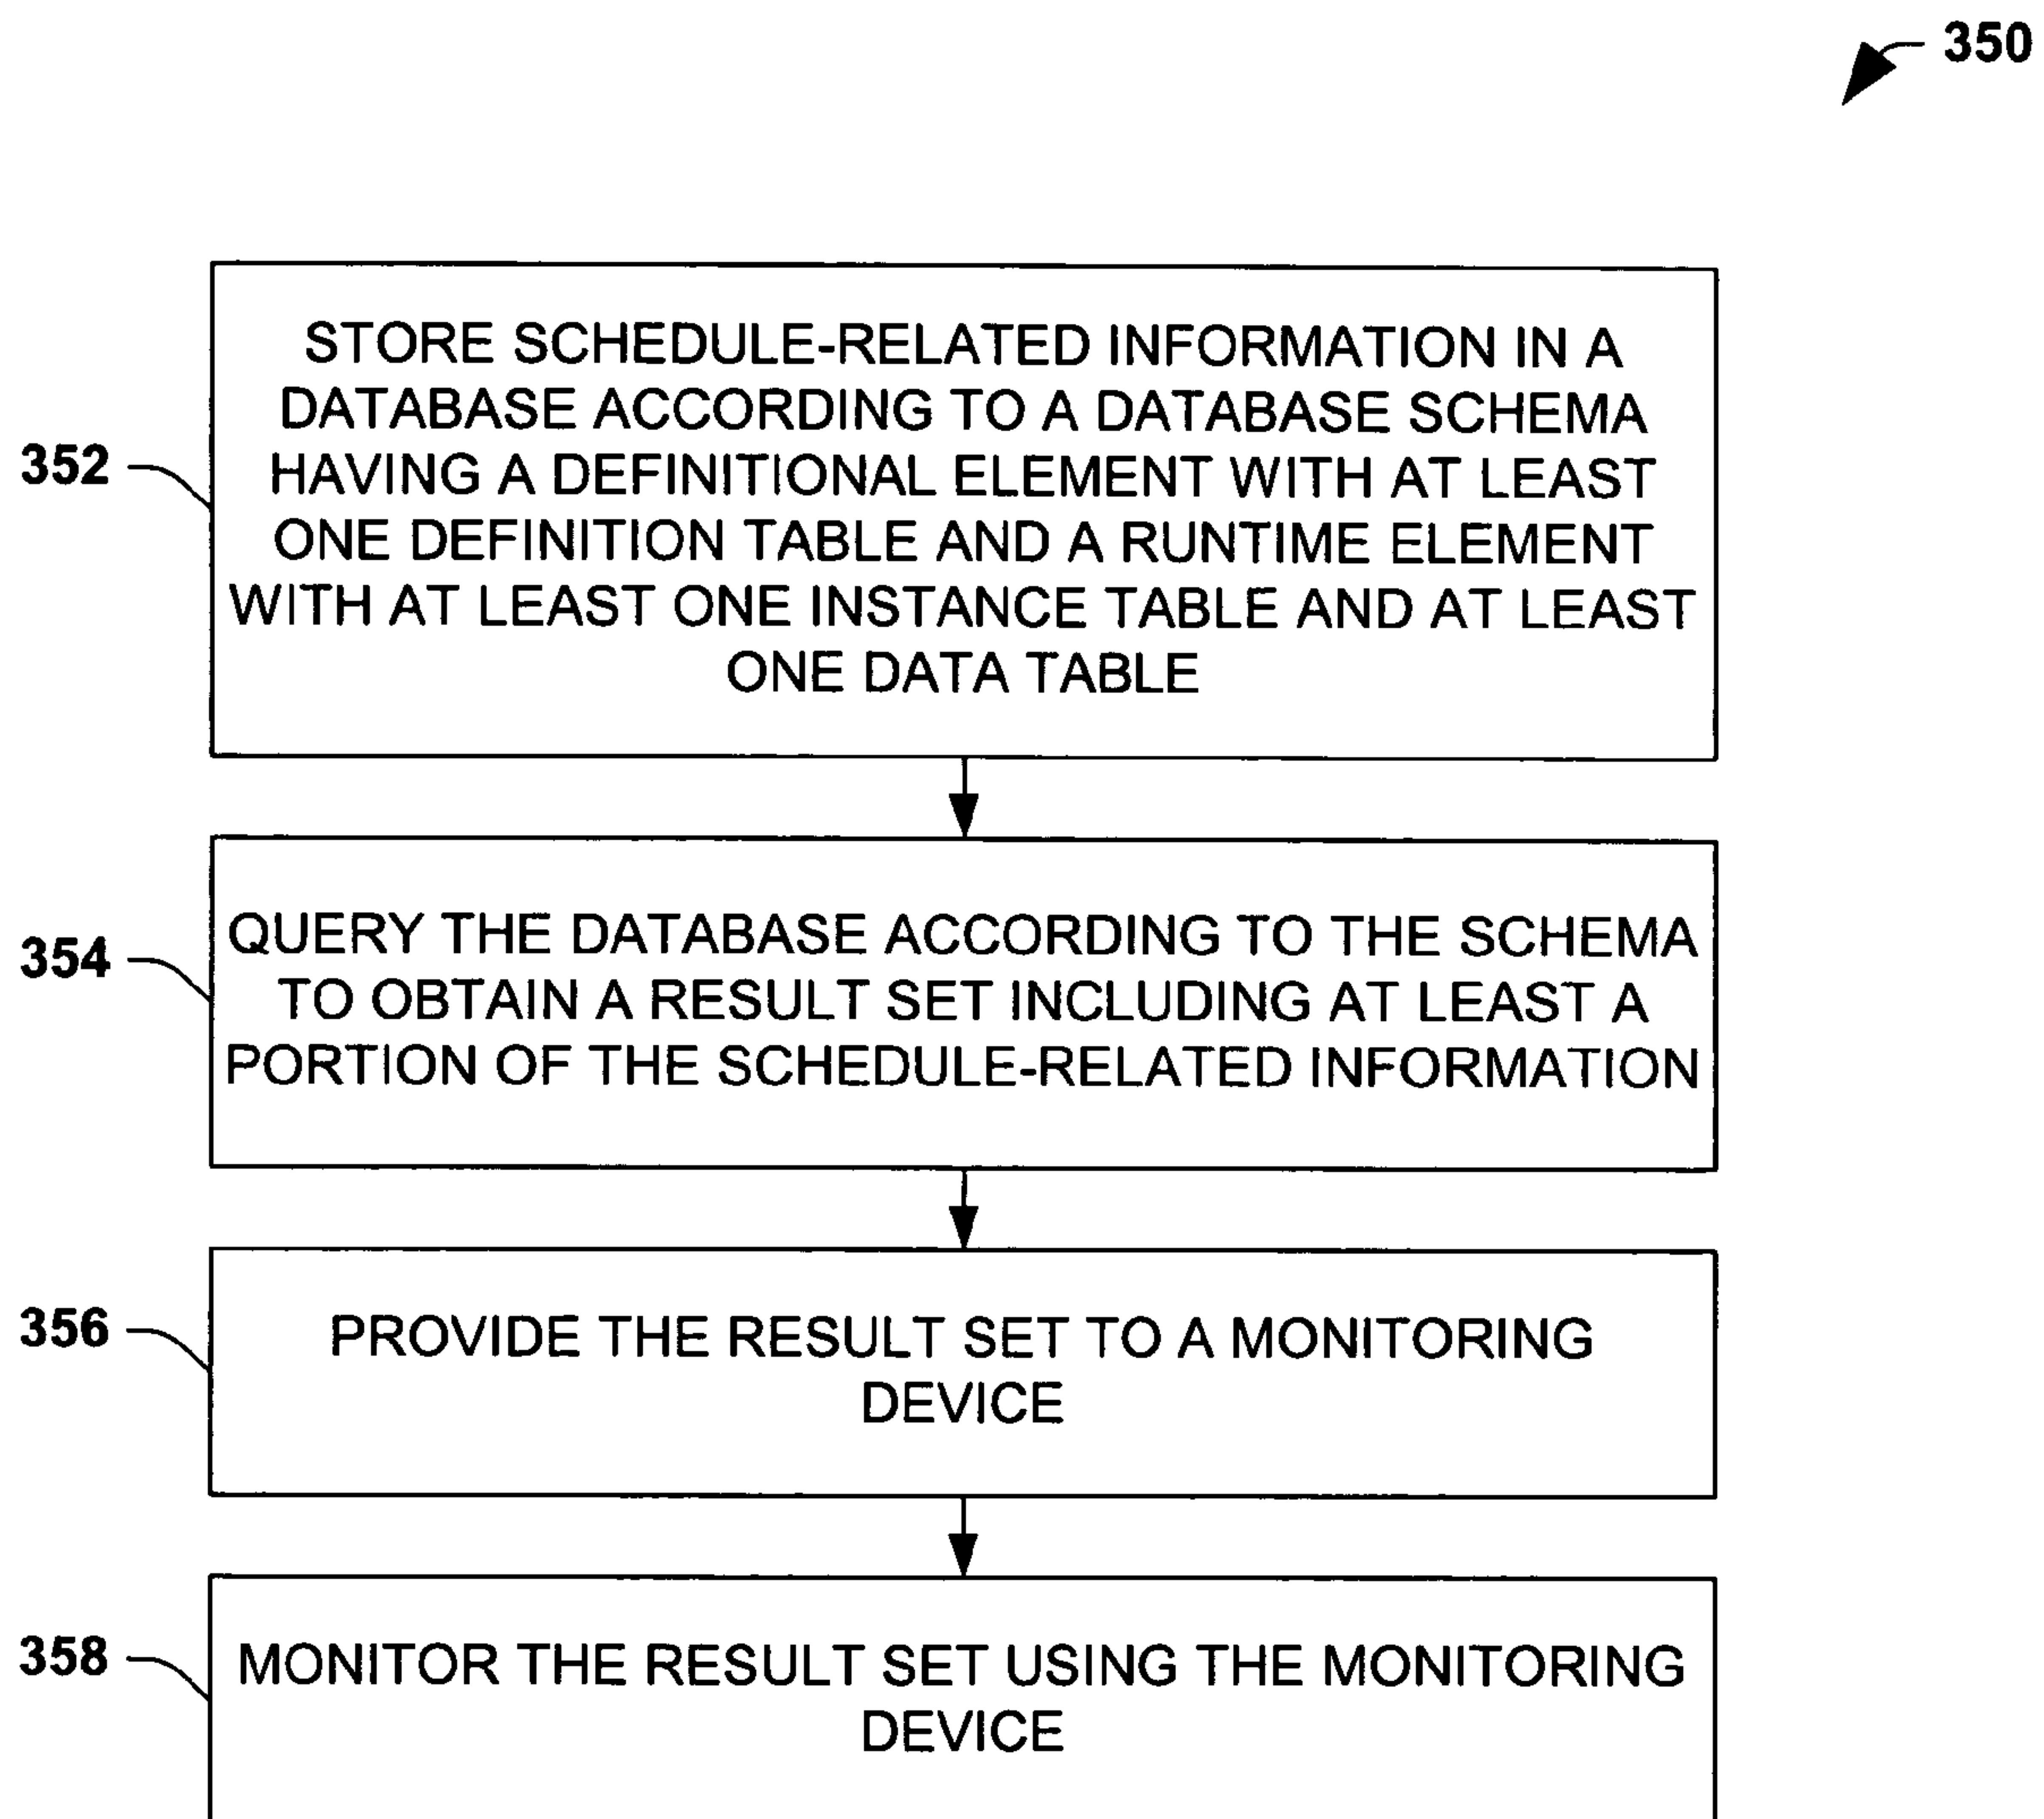 350
352
STORE SCHEDULE-RELATED INFORMATION IN A
DATABASE ACCORDING TO A DATABASE SCHEMA
HAVING A DEFINITIONAL ELEMENT WITH AT LEAST
ONE DEFINITION TABLE AND A RUNTIME ELEMENT
WITH AT LEAST ONE INSTANCE TABLE AND AT LEAST
ONE DATA TABLE
354
QUERY THE DATABASE ACCORDING TO THE SCHEMA
TO OBTAIN A RESULT SET INCLUDING AT LEAST A
PORTION OF THE SCHEDULE-RELATED INFORMATION
356
PROVIDE THE RESULT SET TO A MONITORING
DEVICE
358
MONITOR THE RESULT SET USING THE MONITORING
DEVICE